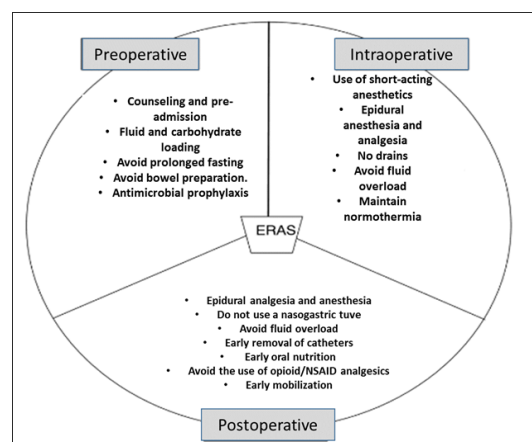 Preoperative
• Counseling and pre-
admission
• Fluid and carbohydrate
loading
• Avoid prolonged fasting
• Avoid bowel preparation.
• Antimicrobial prophylaxis
Intraoperative
• Use of short-acting
anesthetics
• Epidural
anesthesia and
analgesia
• No drains
• Avoid fluid
overload
• Maintain
normothermia
ERAS
• Epidural analgesia and anesthesia
• Do not use a nasogastric tuve
• Avoid fluid overload
• Early removal of catheters
• Early oral nutrition
• Avoid the use of opioid/NSAID analgesics
• Early mobilization
Postoperative